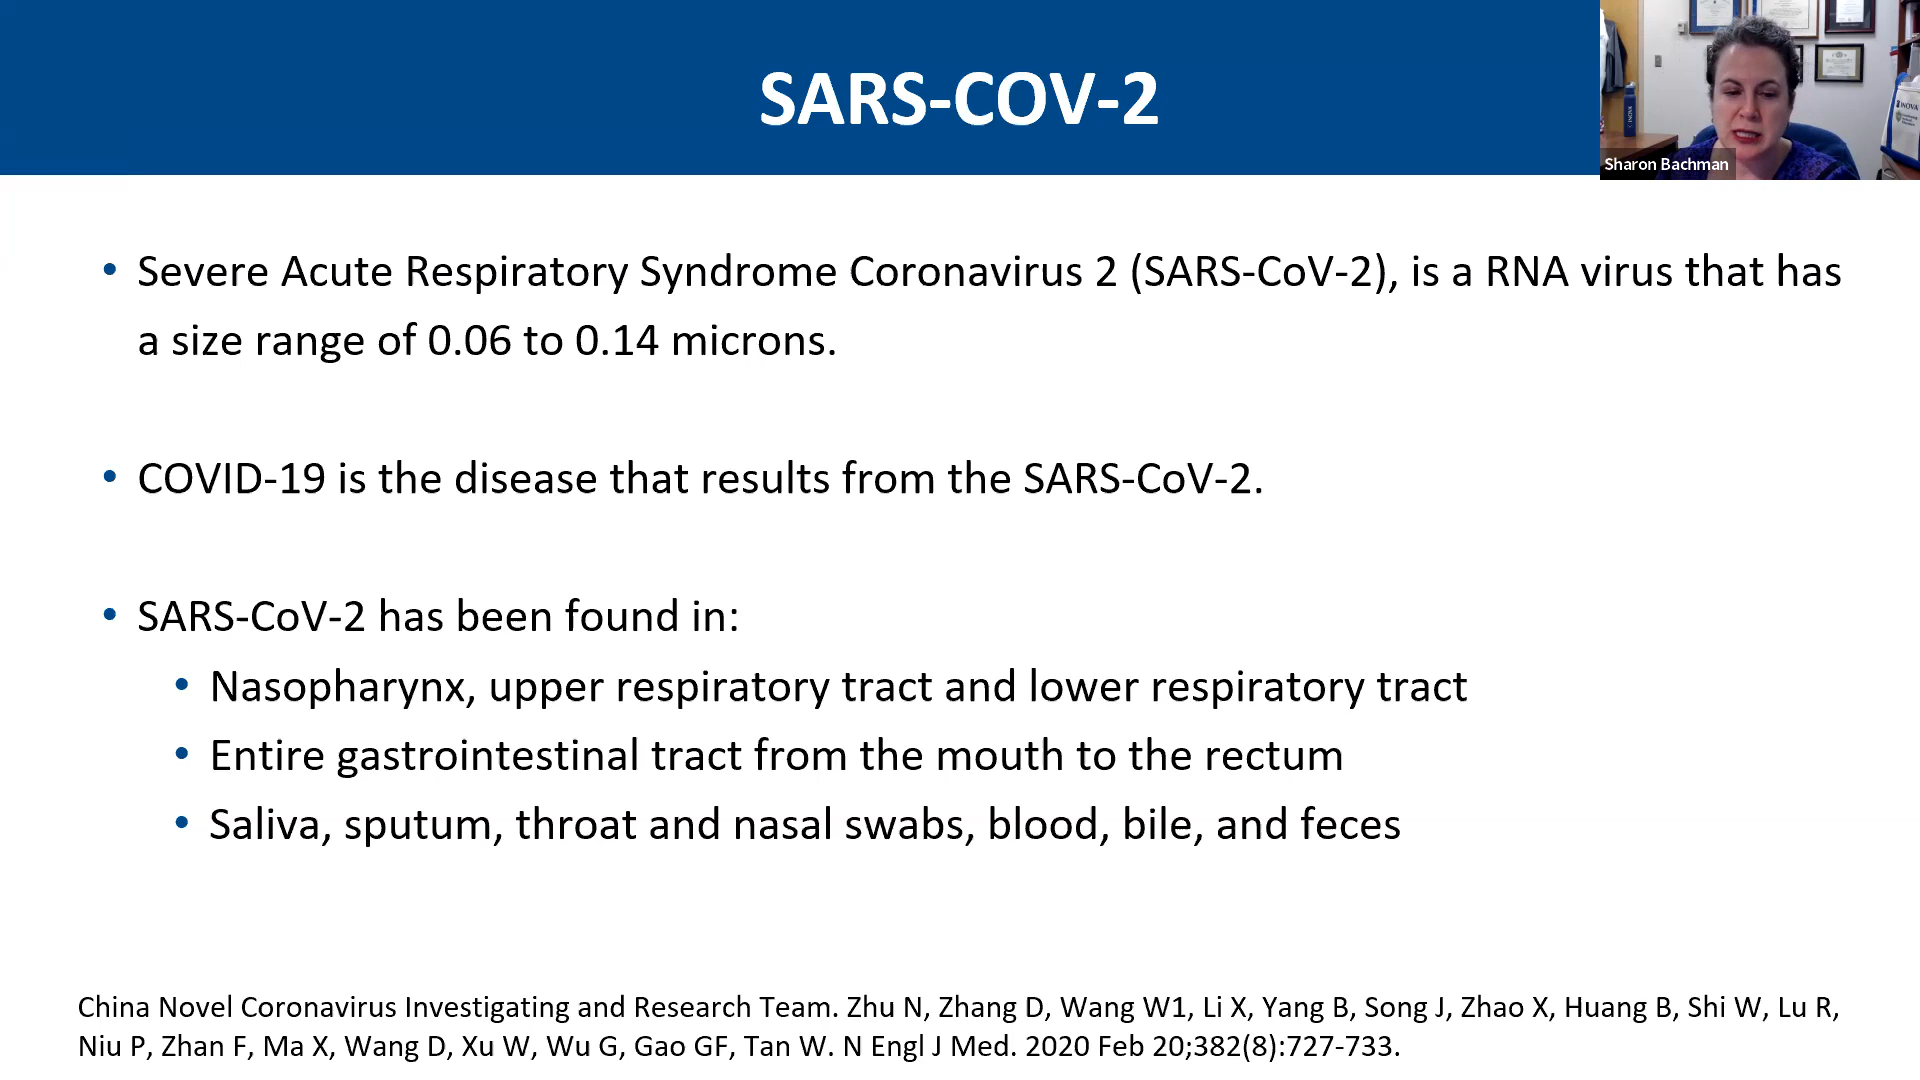 SARS-COV-2
INOVA
INOVA
Sharon Bachman
• Severe Acute Respiratory Syndrome Coronavirus 2 (SARS-CoV-2), is a RNA virus that has
a size range of 0.06 to 0.14 microns.
• COVID-19 is the disease that results from the SARS-CoV-2.
• SARS-CoV-2 has been found in:
• Nasopharynx, upper respiratory tract and lower respiratory tract
• Entire gastrointestinal tract from the mouth to the rectum
• Saliva, sputum, throat and nasal swabs, blood, bile, and feces
China Novel Coronavirus Investigating and Research Team. Zhu N, Zhang D, Wang W1, Li X, Yang B, Song J, Zhao X, Huang B, Shi W, Lu R,
Niu P, Zhan F, Ma X, Wang D, Xu W, Wu G, Gao GF, Tan W. N Engl J Med. 2020 Feb 20;382(8):727-733.